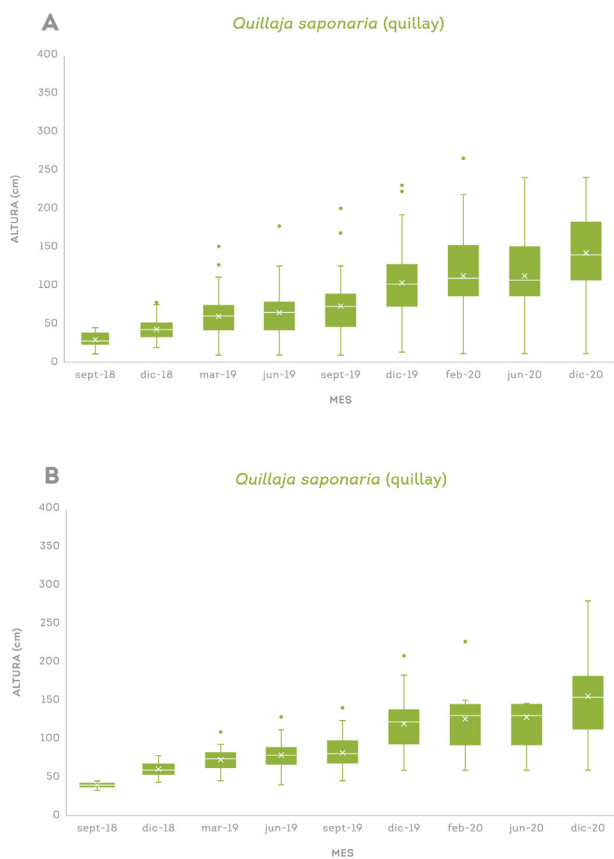 A
Quillaja saponaria (quillay)
400
350
300
250
200
150
100
50
0
ALTURA (cm)
sept-18 dic-18 mar-19 jun-19 sept-19 dic-19 feb-20 jun-20 dic-20
MES
B
Quillaja saponaria (quillay)
400
350
300
250
200
150
100
50
0
ALTURA (cm)
sept-18 dic-18 mar-19 jun-19 sept-19 dic-19 feb-20 jun-20 dic-20
MES